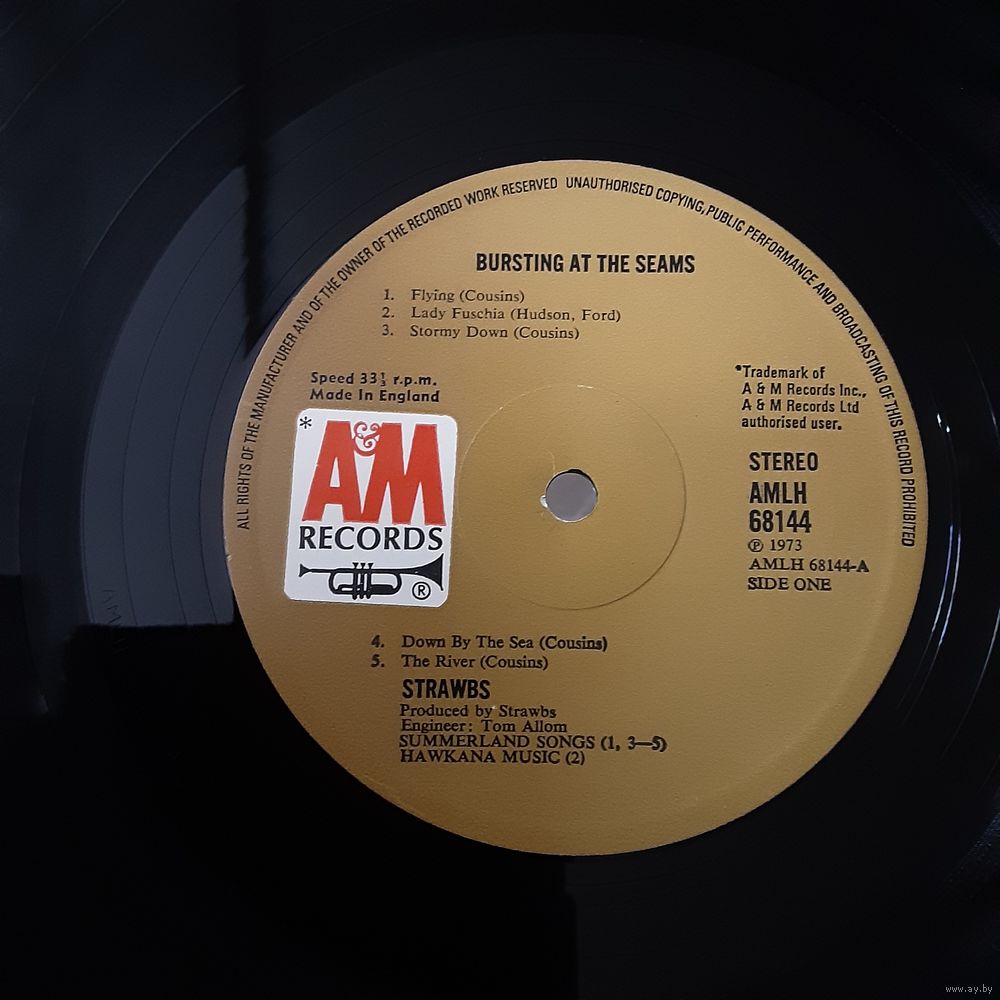 ALL RIGHTS OF THE MANUFACTURER AND OF THE OWNER OF THE RECORDED WORK RESERVED UNAUTHORISED COPYING, PUBLIC PERFORMANCE AND BROADCASTING OF THIS RECORD PROHIBITED
BURSTING AT THE SEAMS
1. Flying (Cousins)
2. Lady Fuschia (Hudson, Ford)
3. Stormy Down (Cousins)
Speed 33⅓ r.p.m.
Made In England
*
A&M
RECORDS
®
*Trademark of
A & M Records Inc.,
A & M Records Ltd
authorised user.
STEREO
AMLH
68144
℗ 1973
AMLH 68144-A
SIDE ONE
4. Down By The Sea (Cousins)
5. The River (Cousins)
STRAWBS
Produced by Strawbs
Engineer: Tom Allom
SUMMERLAND SONGS (1, 3—5)
HAWKANA MUSIC (2)
www.ay.by